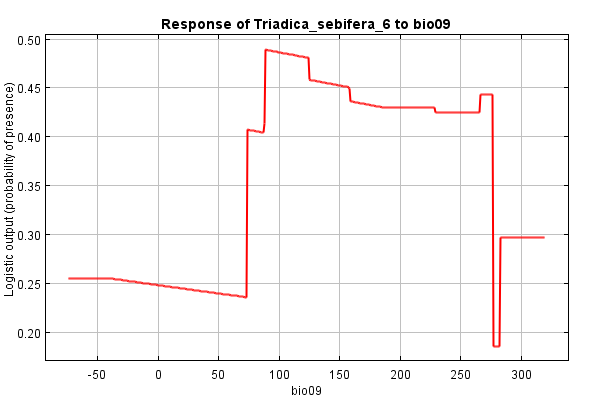 Response of Triadica_sebifera_6 to bio09
Logistic output (probability of presence)
0.50
0.45
0.40
0.35
0.30
0.25
0.20
-50 0 50 100 150 200 250 300
bio09